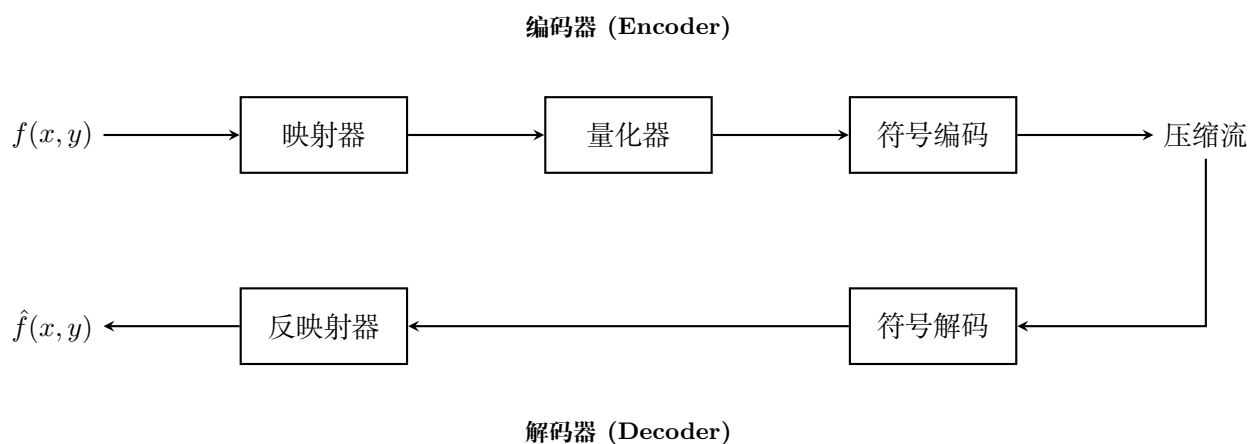 编码器 (Encoder)
f(x, y)
映射器
量化器
符号编码
压缩流
f̂(x, y)
反映射器
符号解码
解码器 (Decoder)